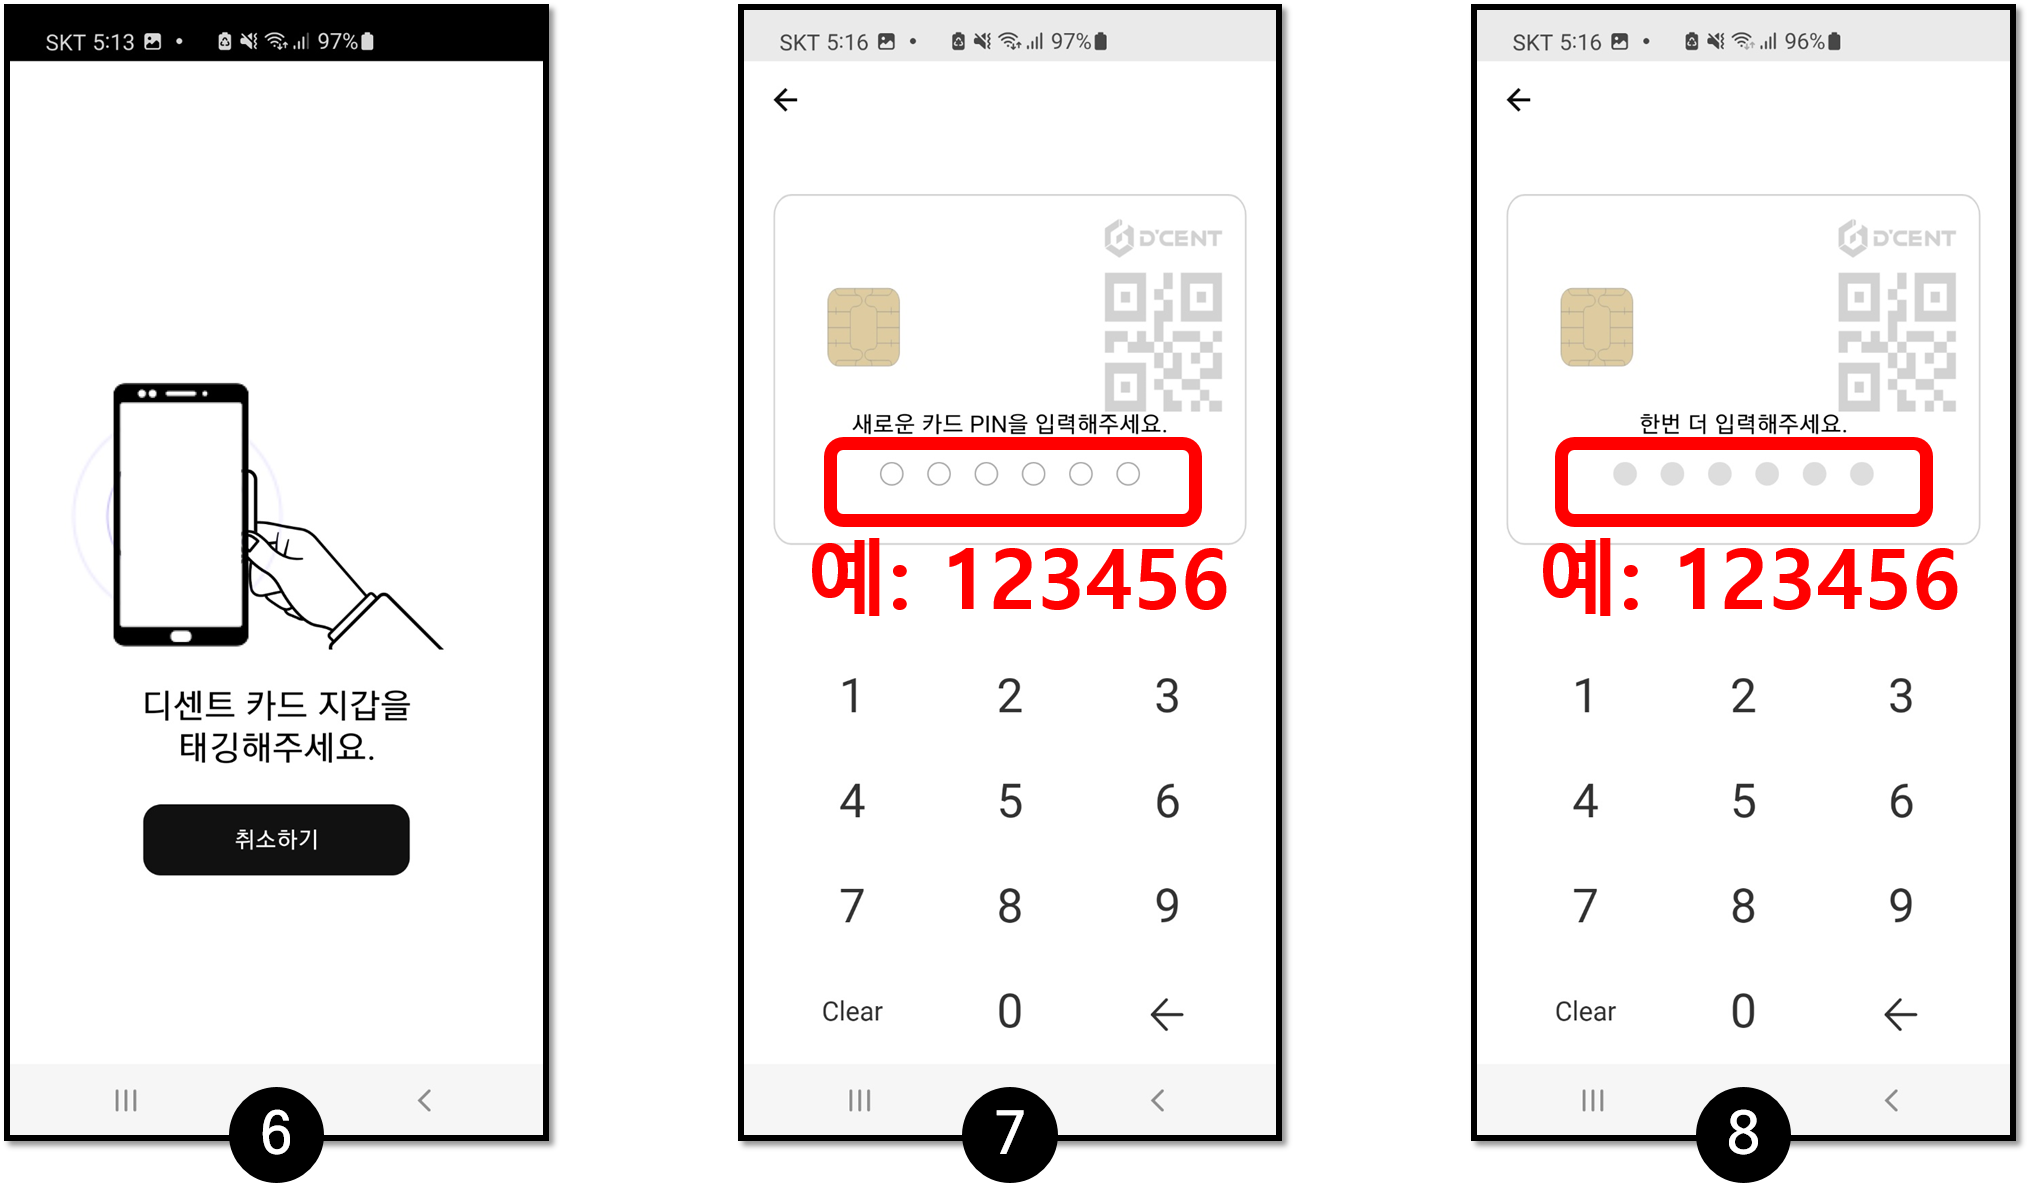 SKT 5:13
97%
디센트 카드 지갑을
태깅해주세요.
취소하기
6
SKT 5:16
97%
D'CENT
새로운 카드 PIN을 입력해주세요.
예: 123456
1 2 3
4 5 6
7 8 9
Clear 0
7
SKT 5:16
96%
D'CENT
한번 더 입력해주세요.
예: 123456
1 2 3
4 5 6
7 8 9
Clear 0
8